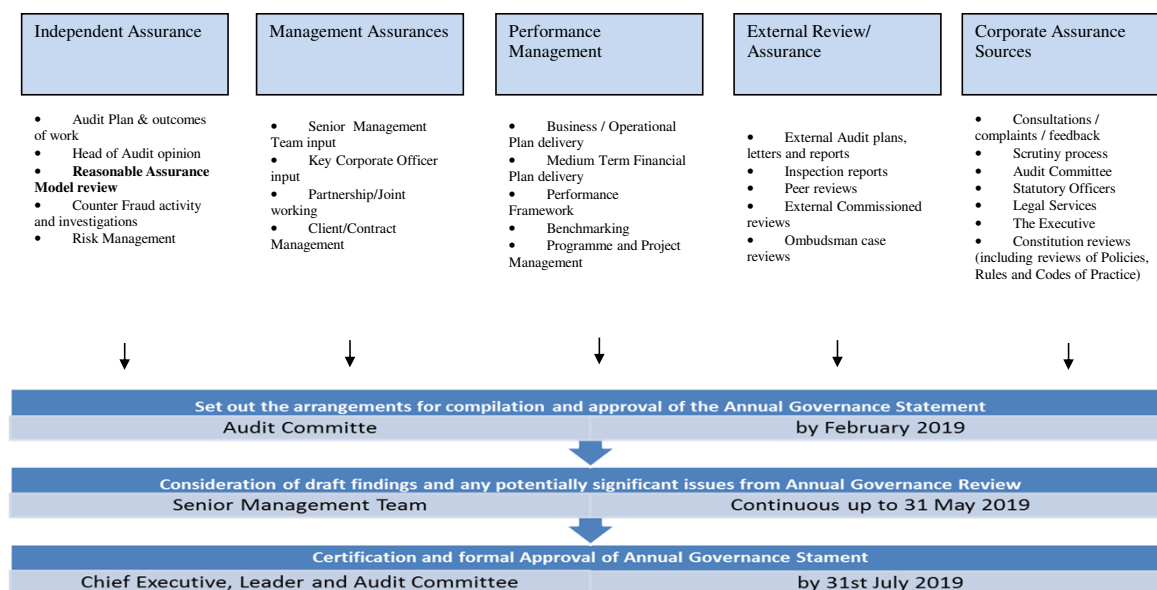 Independent Assurance
Management Assurances
Performance
Management
External Review/
Assurance
Corporate Assurance
Sources
• Audit Plan & outcomes
of work
• Head of Audit opinion
• Reasonable Assurance
Model review
• Counter Fraud activity
and investigations
• Risk Management
• Senior Management
Team input
• Key Corporate Officer
input
• Partnership/Joint
working
• Client/Contract
Management
• Business / Operational
Plan delivery
• Medium Term Financial
Plan delivery
• Performance
Framework
• Benchmarking
• Programme and Project
Management
• External Audit plans,
letters and reports
• Inspection reports
• Peer reviews
• External Commissioned
reviews
• Ombudsman case
reviews
• Consultations /
complaints / feedback
• Scrutiny process
• Audit Committee
• Statutory Officers
• Legal Services
• The Executive
• Constitution reviews
(including reviews of Policies,
Rules and Codes of Practice)
Set out the arrangements for compilation and approval of the Annual Governance Statement
Audit Committe
by February 2019
Consideration of draft findings and any potentially significant issues from Annual Governance Review
Senior Management Team
Continuous up to 31 May 2019
Certification and formal Approval of Annual Governance Stament
Chief Executive, Leader and Audit Committee
by 31st July 2019